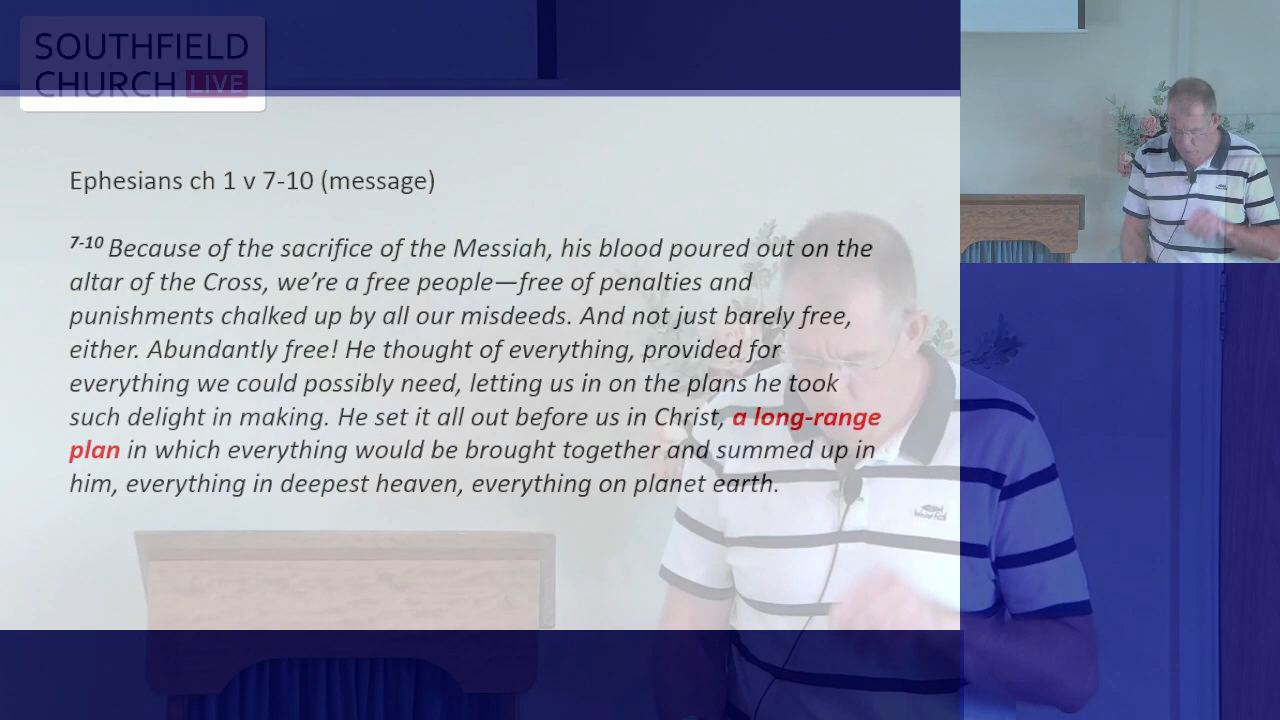 SOUTHFIELD
CHURCH LIVE
Ephesians ch 1 v 7-10 (message)
7-10 Because of the sacrifice of the Messiah, his blood poured out on the
altar of the Cross, we’re a free people—free of penalties and
punishments chalked up by all our misdeeds. And not just barely free,
either. Abundantly free! He thought of everything, provided for
everything we could possibly need, letting us in on the plans he took
such delight in making. He set it all out before us in Christ, a long-range
plan in which everything would be brought together and summed up in
him, everything in deepest heaven, everything on planet earth.